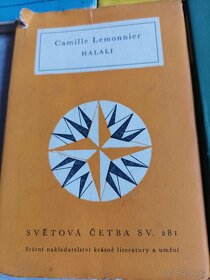 Camille Lemonnier
HALALI
SVĚTOVÁ ČETBA SV. 281
Státní nakladatelství krásné literatury a umění